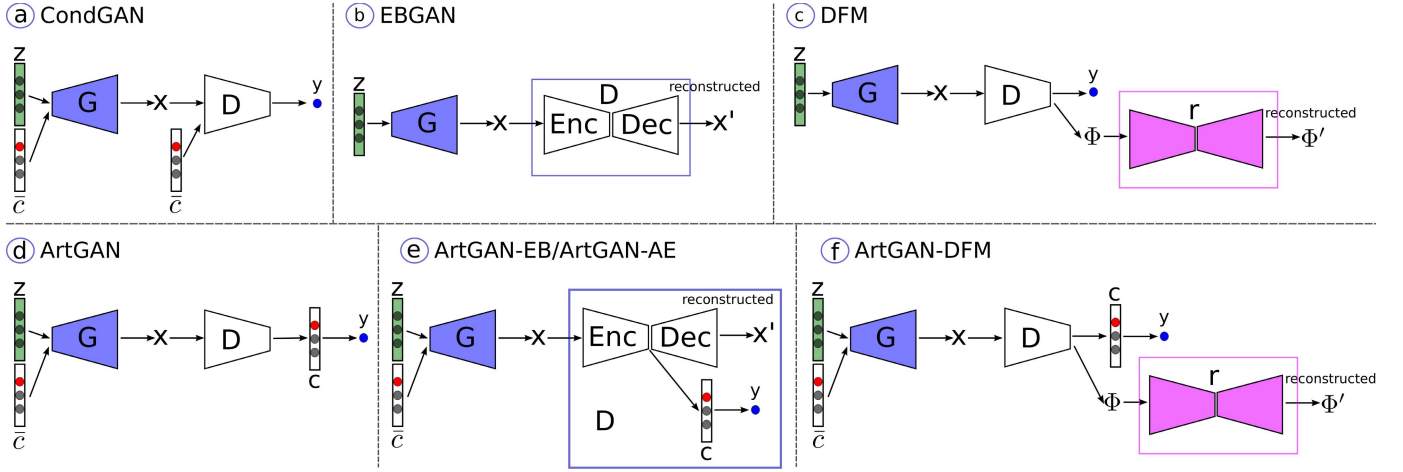 a CondGAN
z
G
x
D
y
c̅
c̅
b EBGAN
z
G
x
D
Enc
Dec
reconstructed
x'
c DFM
z
G
x
D
y
Φ
r
reconstructed
Φ′
d ArtGAN
z
c̅
G
x
D
c
y
e ArtGAN-EB/ArtGAN-AE
z
c̅
G
x
Enc
Dec
reconstructed
x'
D
c
y
f ArtGAN-DFM
z
c̅
G
x
D
c
y
Φ
r
reconstructed
Φ′